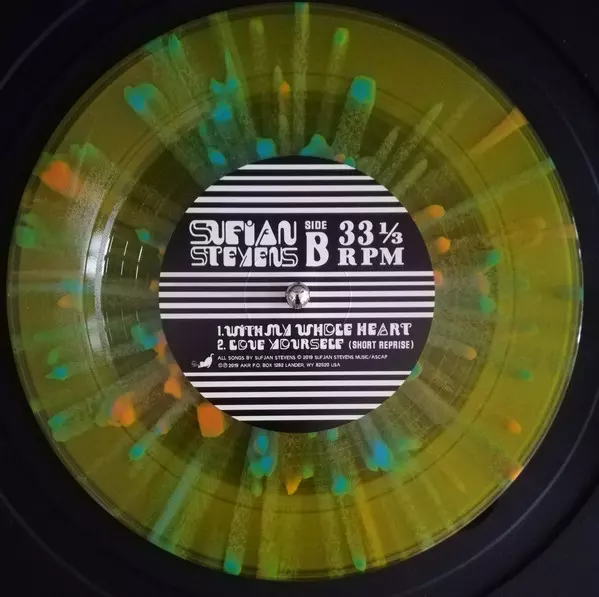 SUFJAN STEVENS
SIDE B
33 1/3 RPM
1. WITH MY WHOLE HEART
2. LOVE YOURSELF (SHORT REPRISE)
ALL SONGS BY SUFJAN STEVENS © 2019 SUFJAN STEVENS MUSIC/ASCAP
©℗ 2019 AKR P.O. BOX 1282 LANDER, WY 82520 USA